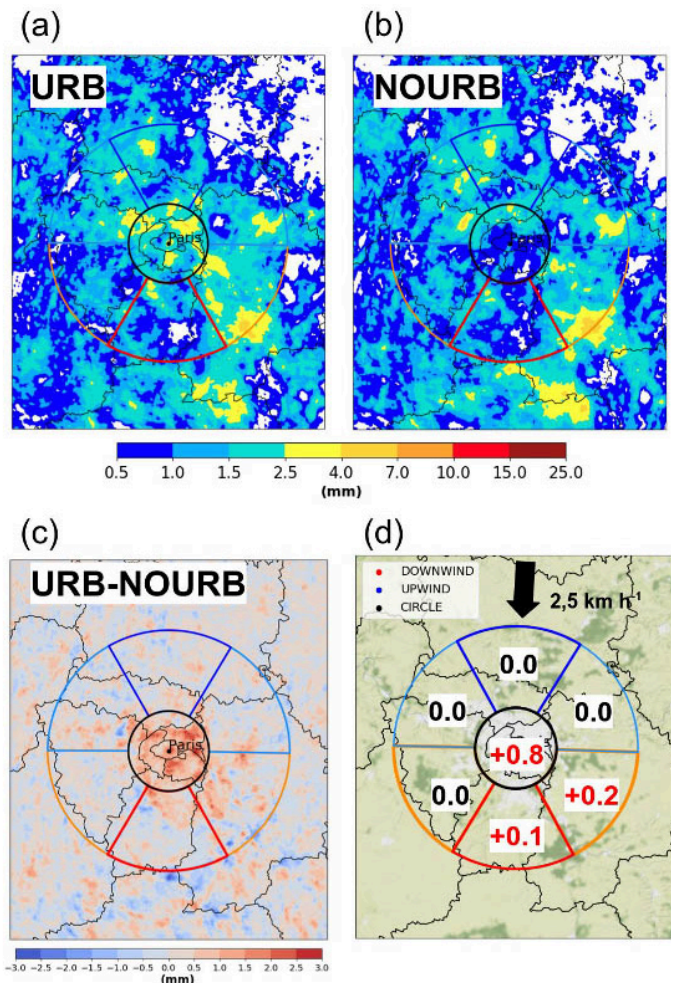 (a)
(b)
URB
NOURB
Paris
Paris
0.5 1.0 1.5 2.5 4.0 7.0 10.0 15.0 25.0
(mm)
(c)
(d)
URB-NOURB
DOWNWIND
UPWIND
CIRCLE
2,5 km h⁻¹
0.0
0.0
0.0
Paris
+0.8
0.0
+0.2
+0.1
−3.0 −2.5 −2.0 −1.5 −1.0 −0.5 0.0 0.5 1.0 1.5 2.0 2.5 3.0
(mm)